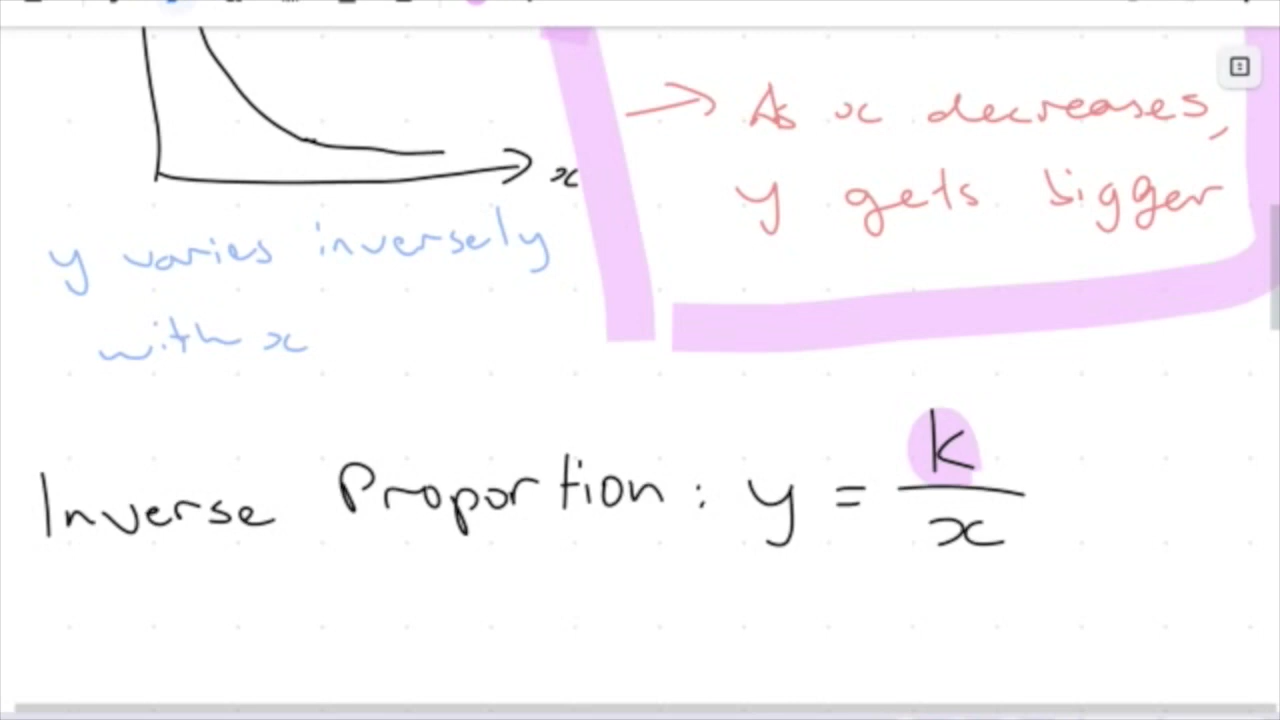 x
y varies inversely
with x
→ As x decreases,
y gets bigger
Inverse Proportion: y = k/x